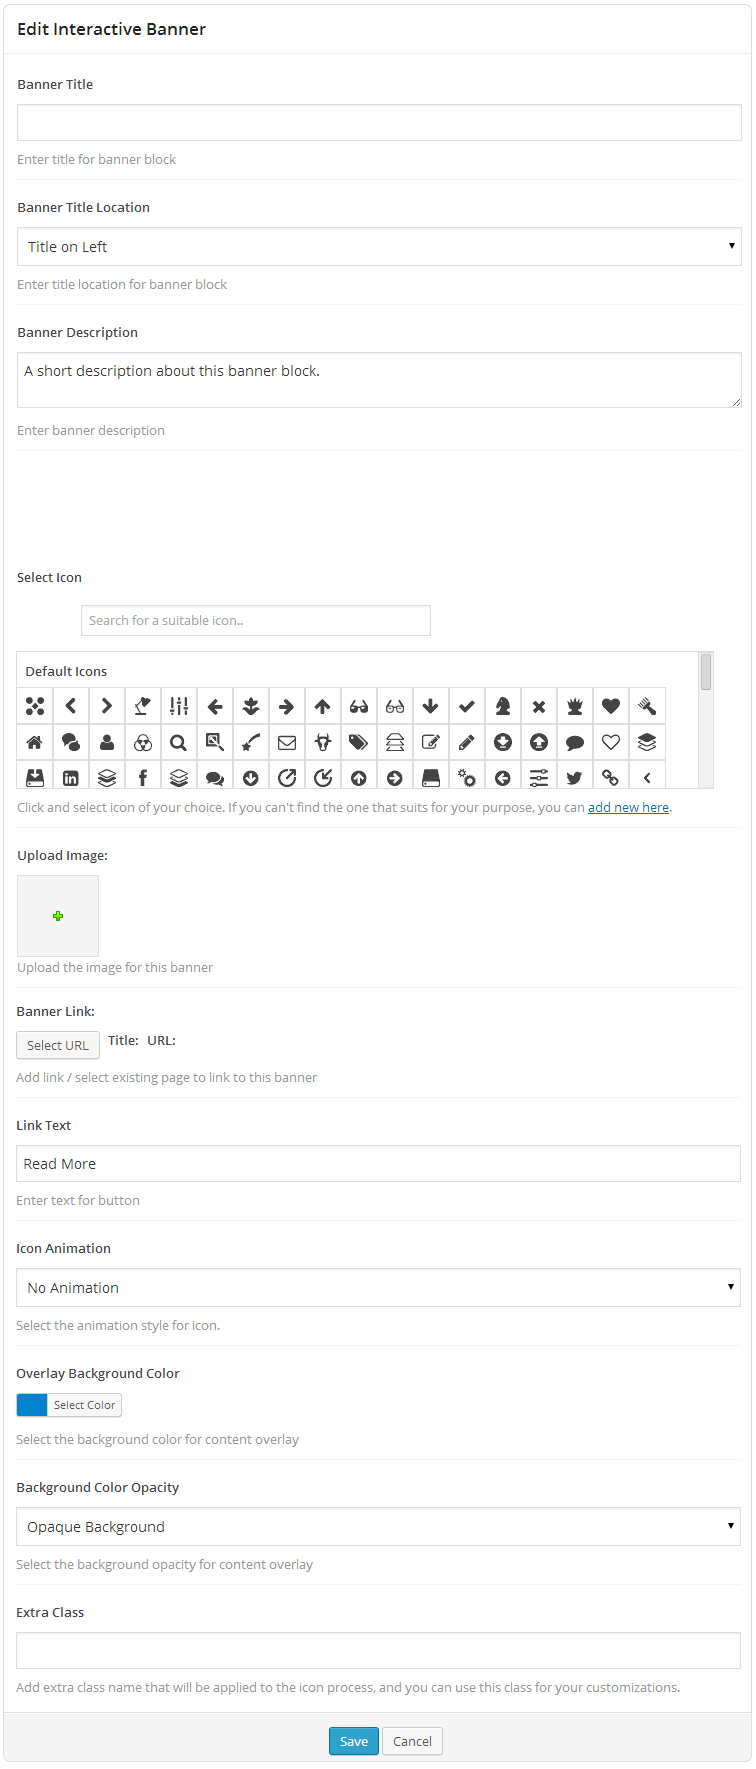 Edit Interactive Banner
Banner Title
Enter title for banner block
Banner Title Location
Title on Left
Enter title location for banner block
Banner Description
A short description about this banner block.
Enter banner description
Select Icon
Search for a suitable icon..
Default Icons
Click and select icon of your choice. If you can't find the one that suits for your purpose, you can add new here.
Upload Image:
Upload the image for this banner
Banner Link:
Select URL Title: URL:
Add link / select existing page to link to this banner
Link Text
Read More
Enter text for button
Icon Animation
No Animation
Select the animation style for icon.
Overlay Background Color
Select Color
Select the background color for content overlay
Background Color Opacity
Opaque Background
Select the background opacity for content overlay
Extra Class
Add extra class name that will be applied to the icon process, and you can use this class for your customizations.
Save Cancel